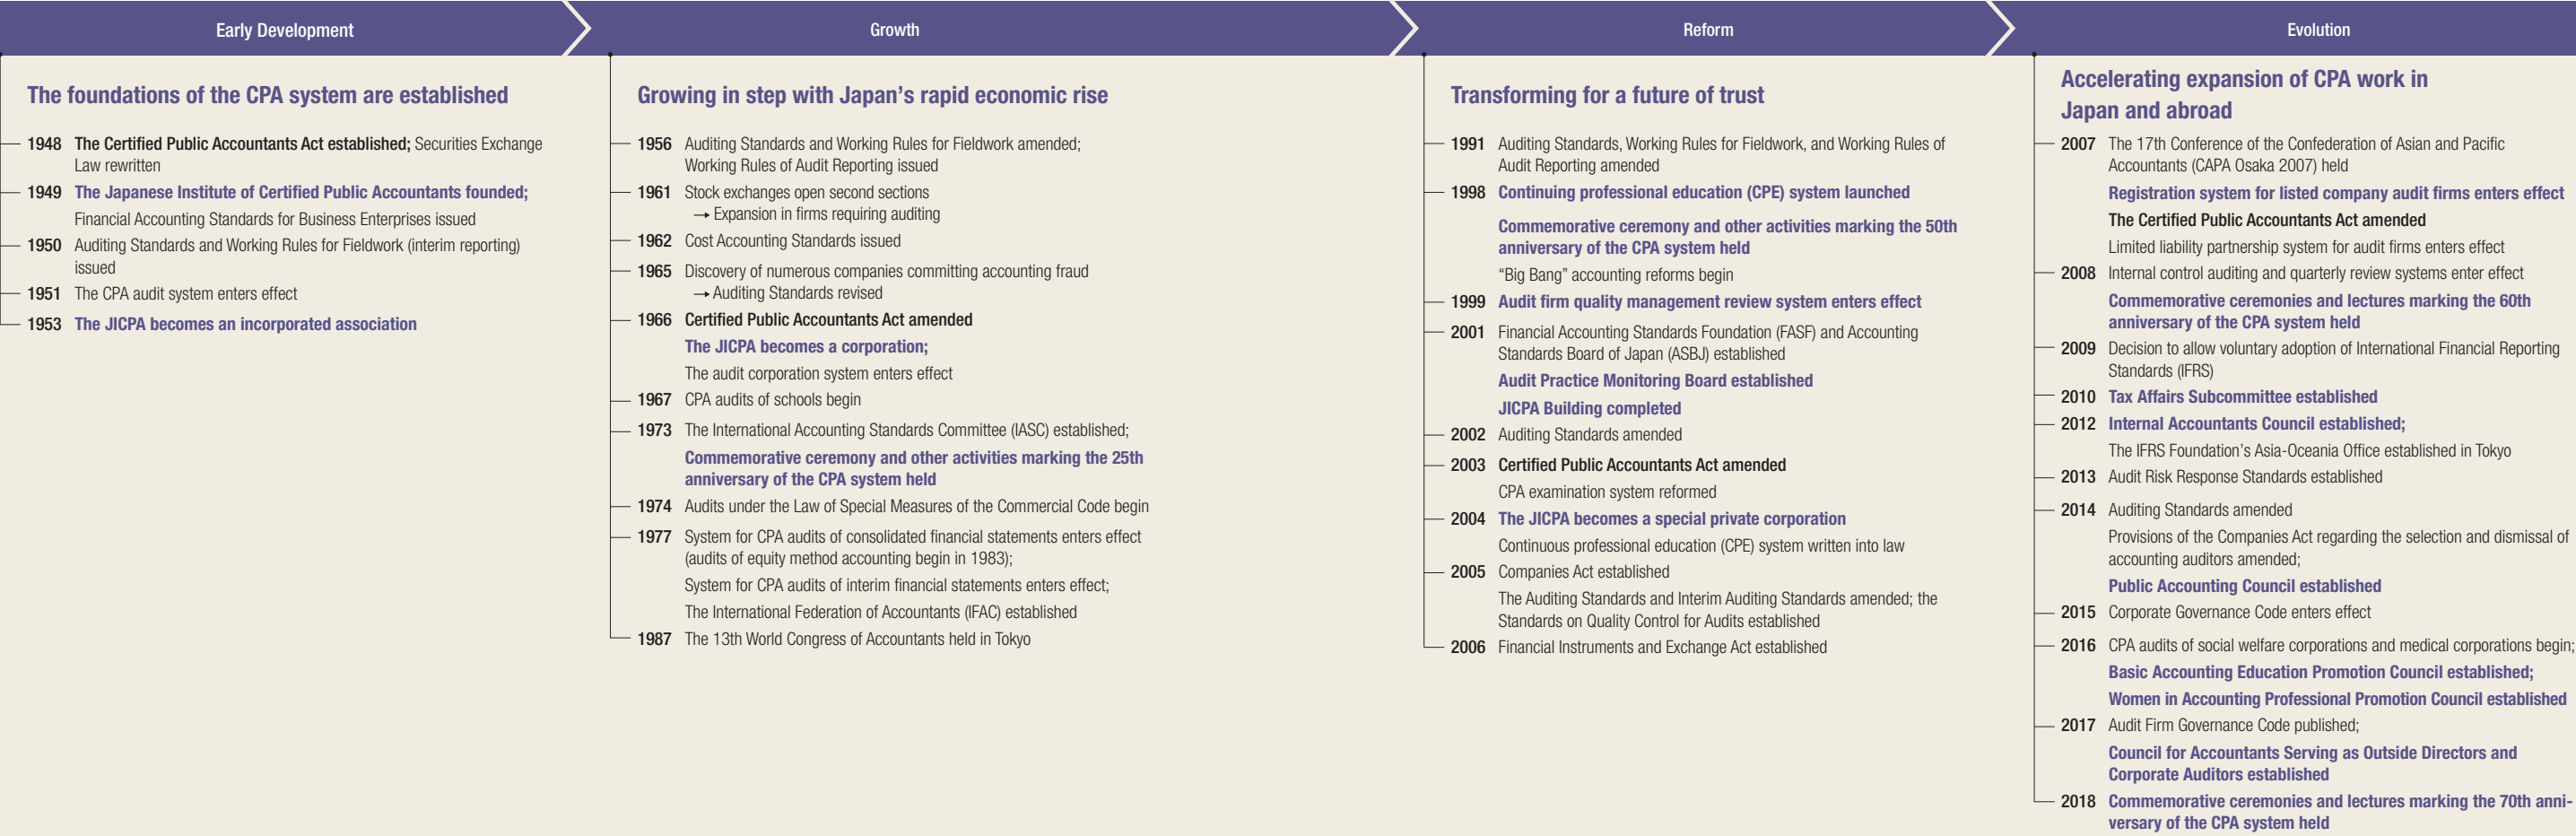 Early Development
The foundations of the CPA system are established
1948 The Certified Public Accountants Act established; Securities Exchange
Law rewritten
1949 The Japanese Institute of Certified Public Accountants founded;
Financial Accounting Standards for Business Enterprises issued
1950 Auditing Standards and Working Rules for Fieldwork (interim reporting)
issued
1951 The CPA audit system enters effect
1953 The JICPA becomes an incorporated association
Growth
Growing in step with Japan’s rapid economic rise
1956 Auditing Standards and Working Rules for Fieldwork amended;
Working Rules of Audit Reporting issued
1961 Stock exchanges open second sections
→ Expansion in firms requiring auditing
1962 Cost Accounting Standards issued
1965 Discovery of numerous companies committing accounting fraud
→ Auditing Standards revised
1966 Certified Public Accountants Act amended
The JICPA becomes a corporation;
The audit corporation system enters effect
1967 CPA audits of schools begin
1973 The International Accounting Standards Committee (IASC) established;
Commemorative ceremony and other activities marking the 25th
anniversary of the CPA system held
1974 Audits under the Law of Special Measures of the Commercial Code begin
1977 System for CPA audits of consolidated financial statements enters effect
(audits of equity method accounting begin in 1983);
System for CPA audits of interim financial statements enters effect;
The International Federation of Accountants (IFAC) established
1987 The 13th World Congress of Accountants held in Tokyo
Reform
Transforming for a future of trust
1991 Auditing Standards, Working Rules for Fieldwork, and Working Rules of
Audit Reporting amended
1998 Continuing professional education (CPE) system launched
Commemorative ceremony and other activities marking the 50th
anniversary of the CPA system held
“Big Bang” accounting reforms begin
1999 Audit firm quality management review system enters effect
2001 Financial Accounting Standards Foundation (FASF) and Accounting
Standards Board of Japan (ASBJ) established
Audit Practice Monitoring Board established
JICPA Building completed
2002 Auditing Standards amended
2003 Certified Public Accountants Act amended
CPA examination system reformed
2004 The JICPA becomes a special private corporation
Continuous professional education (CPE) system written into law
2005 Companies Act established
The Auditing Standards and Interim Auditing Standards amended; the
Standards on Quality Control for Audits established
2006 Financial Instruments and Exchange Act established
Evolution
Accelerating expansion of CPA work in
Japan and abroad
2007 The 17th Conference of the Confederation of Asian and Pacific
Accountants (CAPA Osaka 2007) held
Registration system for listed company audit firms enters effect
The Certified Public Accountants Act amended
Limited liability partnership system for audit firms enters effect
2008 Internal control auditing and quarterly review systems enter effect
Commemorative ceremonies and lectures marking the 60th
anniversary of the CPA system held
2009 Decision to allow voluntary adoption of International Financial Reporting
Standards (IFRS)
2010 Tax Affairs Subcommittee established
2012 Internal Accountants Council established;
The IFRS Foundation’s Asia-Oceania Office established in Tokyo
2013 Audit Risk Response Standards established
2014 Auditing Standards amended
Provisions of the Companies Act regarding the selection and dismissal of
accounting auditors amended;
Public Accounting Council established
2015 Corporate Governance Code enters effect
2016 CPA audits of social welfare corporations and medical corporations begin;
Basic Accounting Education Promotion Council established;
Women in Accounting Professional Promotion Council established
2017 Audit Firm Governance Code published;
Council for Accountants Serving as Outside Directors and
Corporate Auditors established
2018 Commemorative ceremonies and lectures marking the 70th anni-
versary of the CPA system held